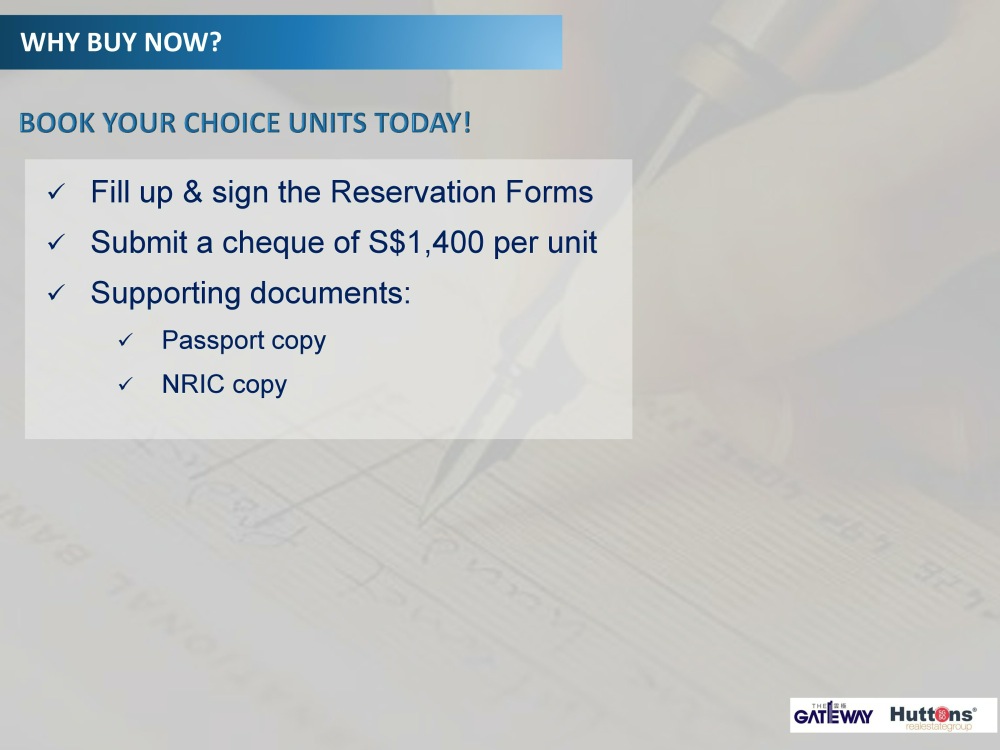 WHY BUY NOW?
BOOK YOUR CHOICE UNITS TODAY!
✓ Fill up & sign the Reservation Forms
✓ Submit a cheque of S$1,400 per unit
✓ Supporting documents:
✓ Passport copy
✓ NRIC copy
THE
GATEWAY
Huttons®
realestategroup